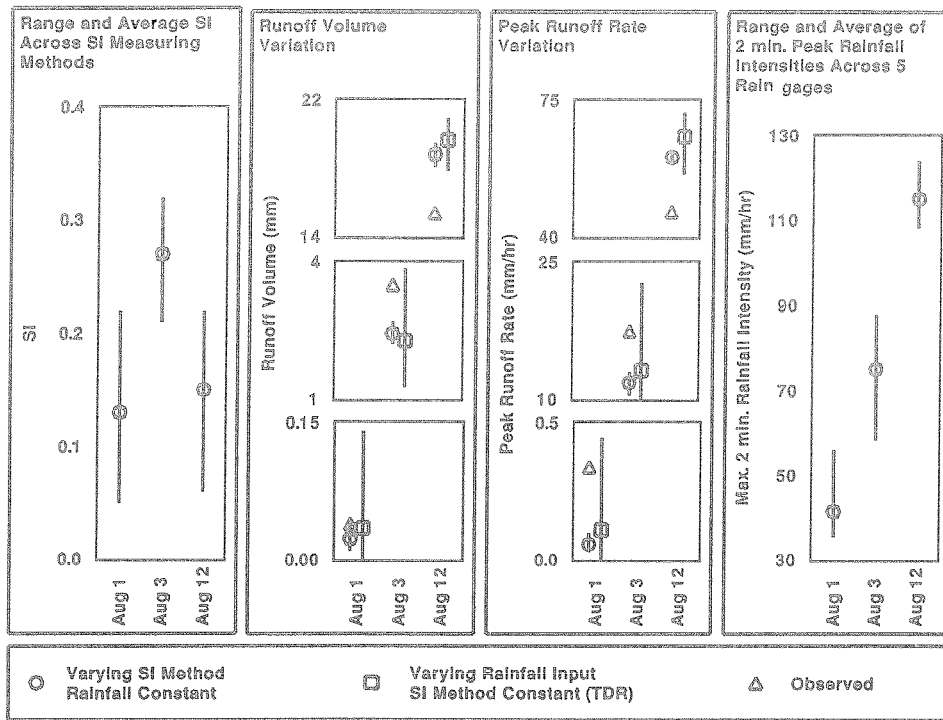 Range and Average SI
Across SI Measuring
Methods
0.4
0.3
0.2
0.1
0.0
SI
Aug 1
Aug 3
Aug 12
Runoff Volume
Variation
22
14
4
1
0.15
0.00
Runoff Volume (mm)
Aug 1
Aug 3
Aug 12
Peak Runoff Rate
Variation
75
40
25
10
0.5
0.0
Peak Runoff Rate (mm/hr)
Aug 1
Aug 3
Aug 12
Range and Average of
2 min. Peak Rainfall
Intensities Across 5
Rain gages
130
110
90
70
50
30
Max. 2 min. Rainfall Intensity (mm/hr)
Aug 1
Aug 3
Aug 12
Varying SI Method
Rainfall Constant
Varying Rainfall Input
SI Method Constant (TDR)
Observed